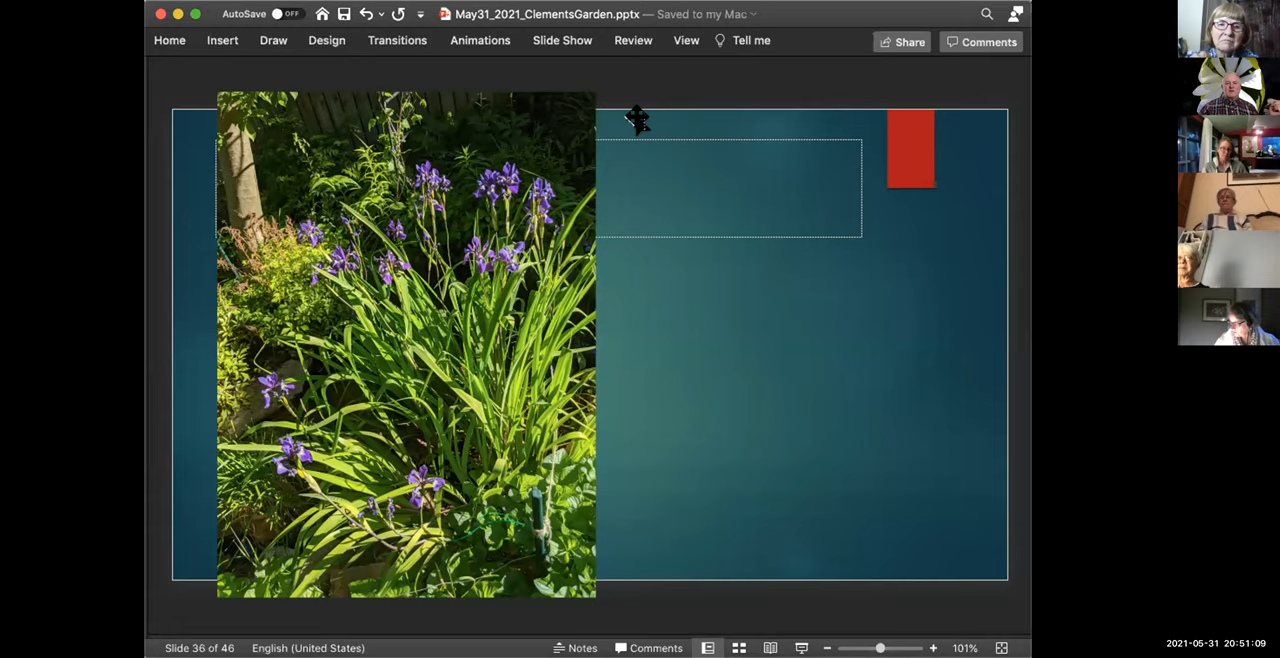 AutoSave OFF May31_2021_ClementsGarden.pptx — Saved to my Mac
Home Insert Draw Design Transitions Animations Slide Show Review View Tell me Share Comments
Slide 36 of 46 English (United States) Notes Comments 101%
2021-05-31 20:51:09